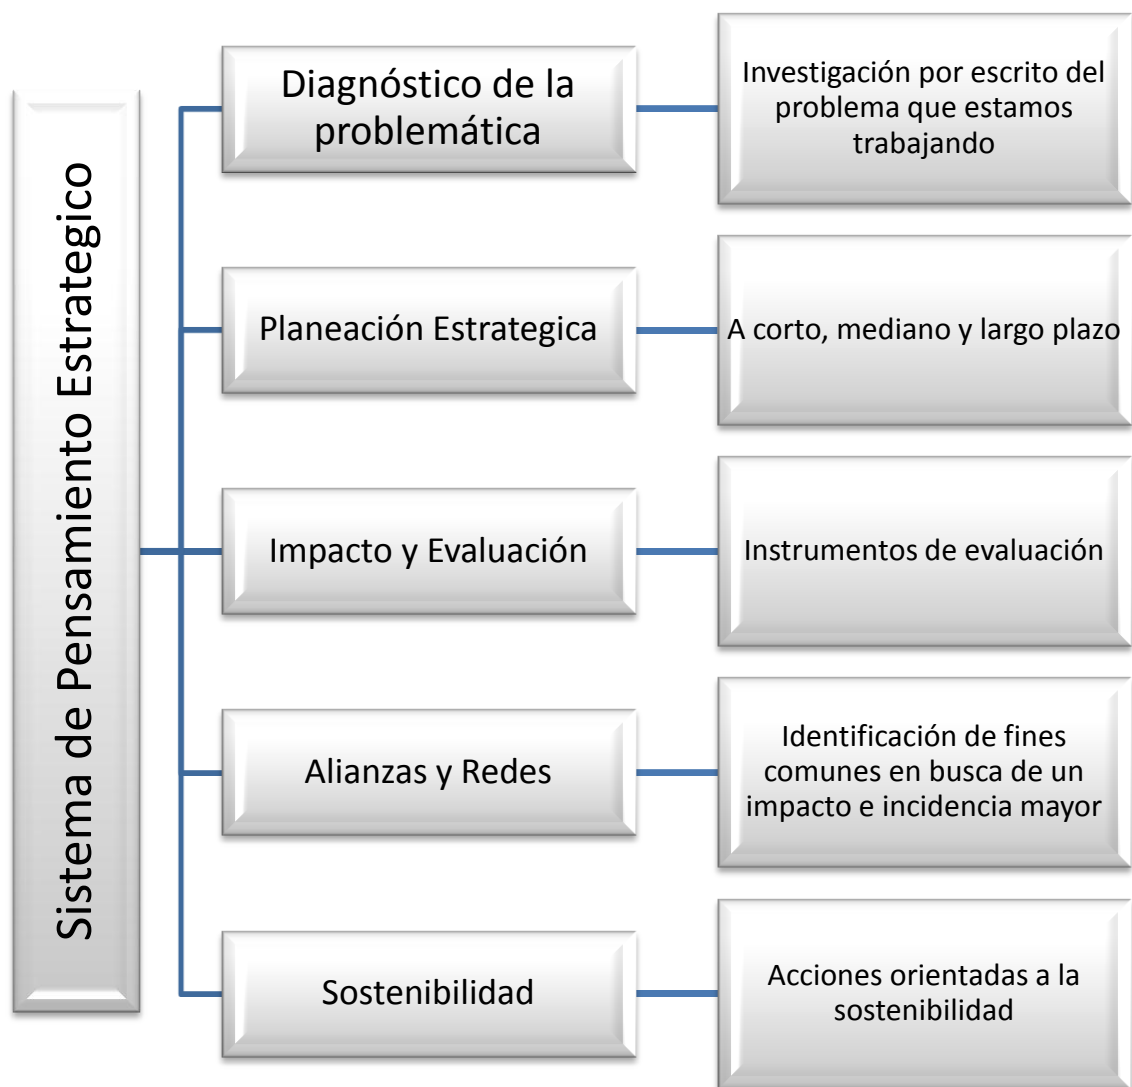 Sistema de Pensamiento Estrategico
Diagnóstico de la
problemática
Investigación por escrito del
problema que estamos
trabajando
Planeación Estrategica
A corto, mediano y largo plazo
Impacto y Evaluación
Instrumentos de evaluación
Alianzas y Redes
Identificación de fines
comunes en busca de un
impacto e incidencia mayor
Sostenibilidad
Acciones orientadas a la
sostenibilidad